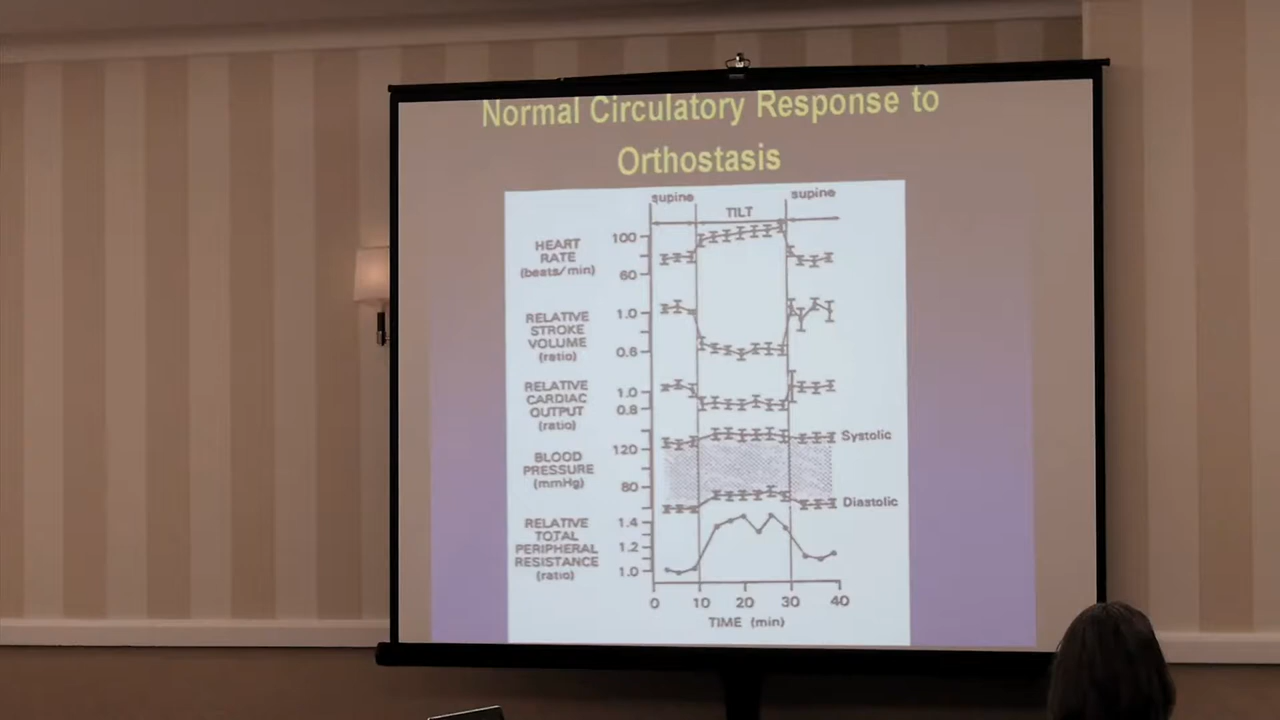 Normal Circulatory Response to
Orthostasis
supine
TILT
supine
HEART
RATE
(beats/min)
100
60
RELATIVE
STROKE
VOLUME
(ratio)
1.0
0.6
RELATIVE
CARDIAC
OUTPUT
(ratio)
1.0
0.8
BLOOD
PRESSURE
(mmHg)
120
80
Systolic
Diastolic
RELATIVE
TOTAL
PERIPHERAL
RESISTANCE
(ratio)
1.4
1.2
1.0
0 10 20 30 40
TIME (min)